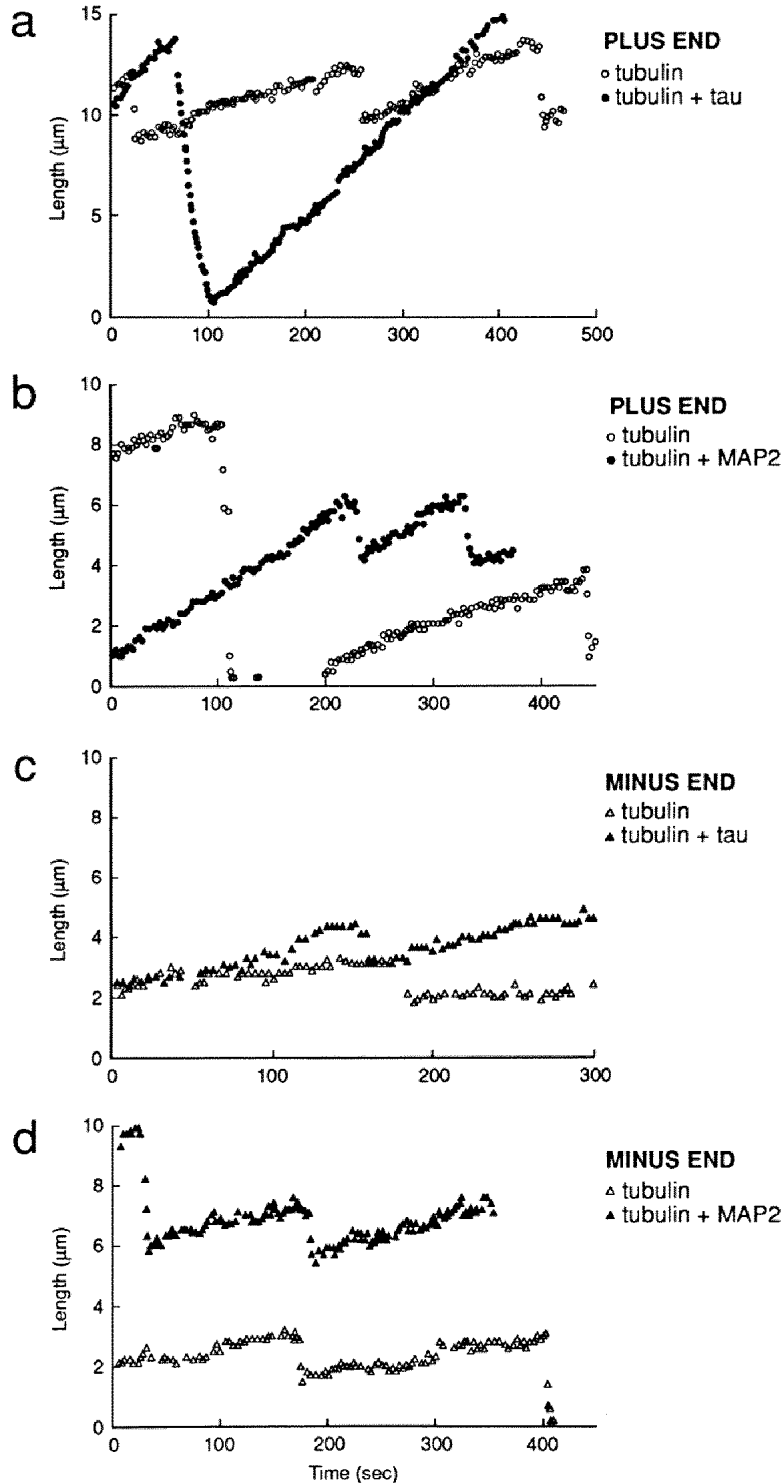 a
15
10
5
0
Length (µm)
0 100 200 300 400 500
PLUS END
○ tubulin
● tubulin + tau
b
10
8
6
4
2
0
Length (µm)
0 100 200 300 400
PLUS END
○ tubulin
● tubulin + MAP2
c
10
8
6
4
2
0
Length (µm)
0 100 200 300
MINUS END
△ tubulin
▲ tubulin + tau
d
10
8
6
4
2
0
Length (µm)
0 100 200 300 400
Time (sec)
MINUS END
△ tubulin
▲ tubulin + MAP2